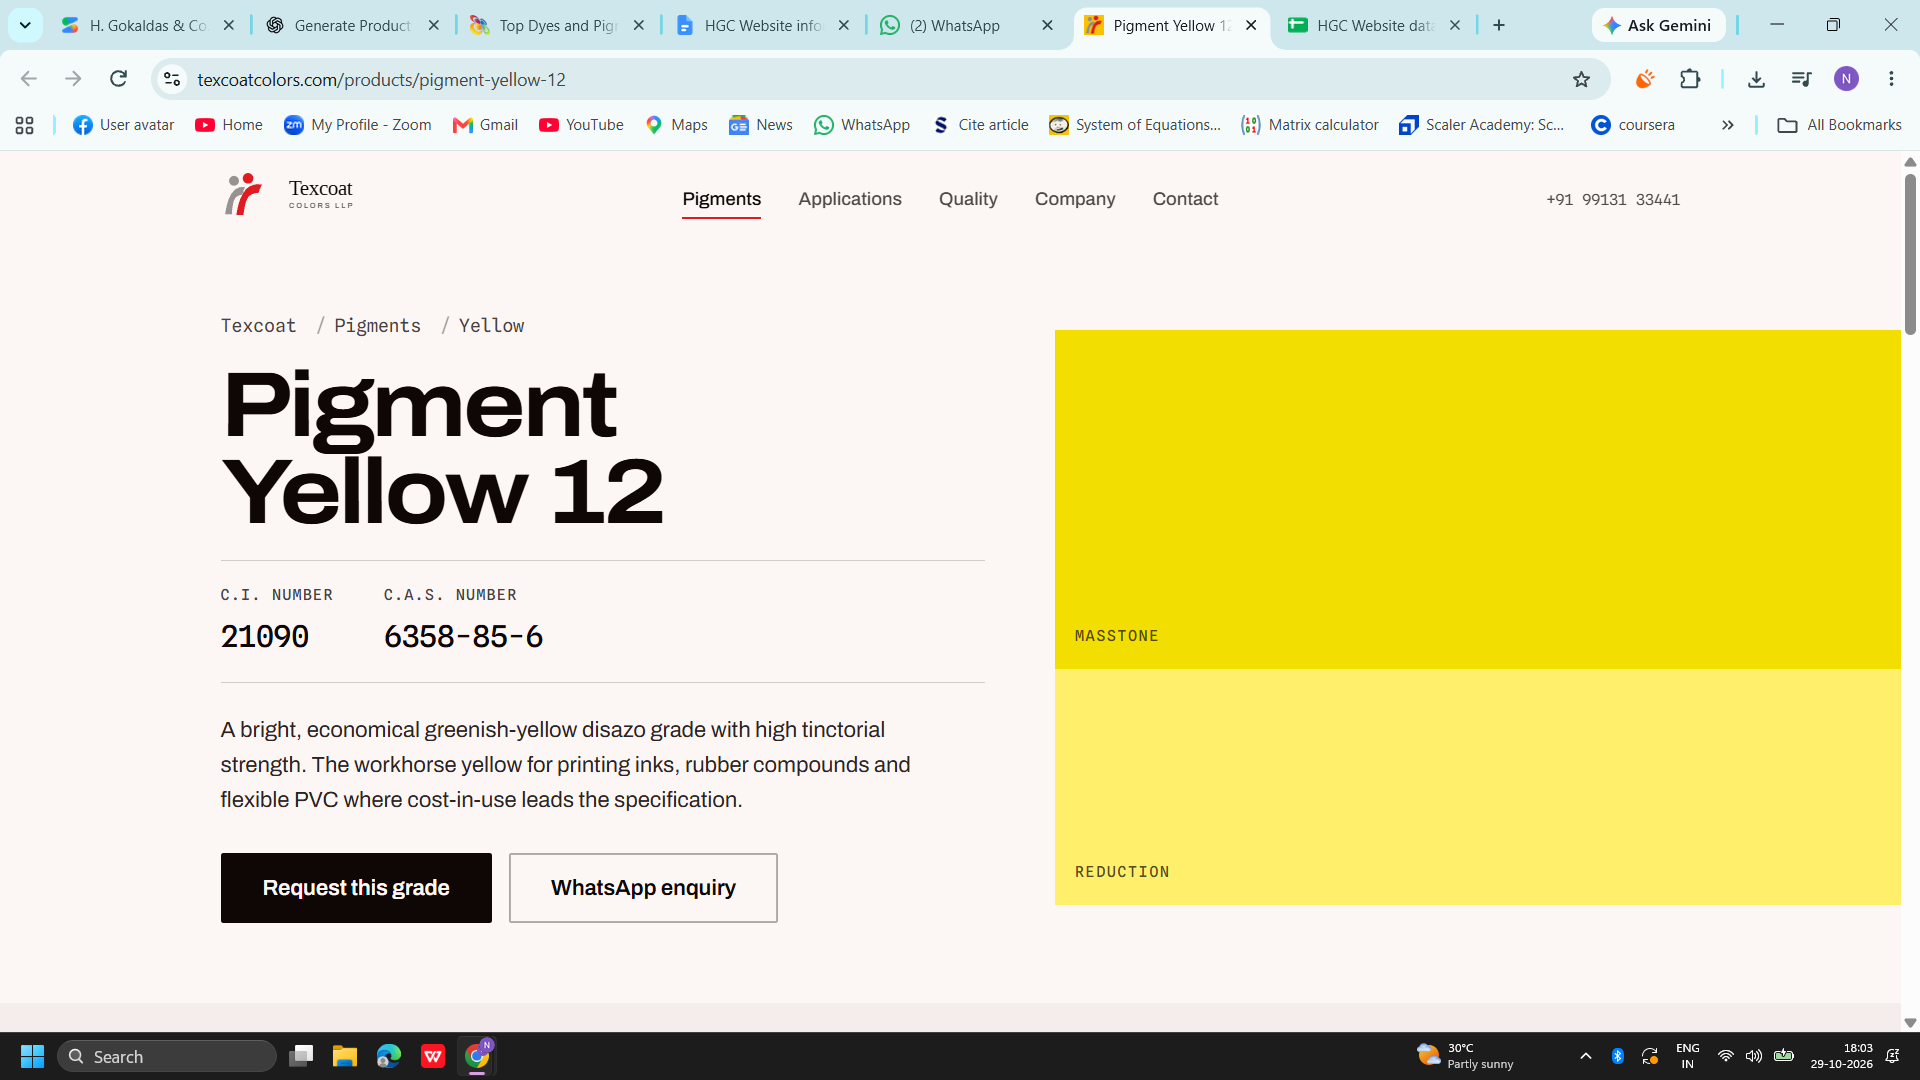 H. Gokaldas & Co
Generate Product
Top Dyes and Pig
HGC Website info
(2) WhatsApp
Pigment Yellow 12
HGC Website data
Ask Gemini
texcoatcolors.com/products/pigment-yellow-12
N
User avatar
Home
My Profile - Zoom
Gmail
YouTube
Maps
News
WhatsApp
Cite article
System of Equations...
Matrix calculator
Scaler Academy: Sc...
coursera
All Bookmarks
Texcoat
COLORS LLP
Pigments
Applications
Quality
Company
Contact
+91 99131 33441
Texcoat / Pigments / Yellow
Pigment
Yellow 12
C.I. NUMBER
C.A.S. NUMBER
21090
6358-85-6
A bright, economical greenish-yellow disazo grade with high tinctorial
strength. The workhorse yellow for printing inks, rubber compounds and
flexible PVC where cost-in-use leads the specification.
Request this grade
WhatsApp enquiry
MASSTONE
REDUCTION
Search
30°C
Partly sunny
ENG
IN
18:03
29-10-2026